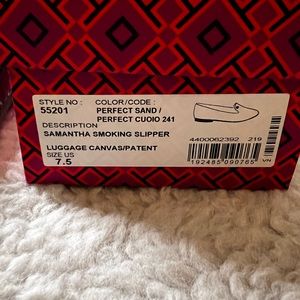 STYLE NO : COLOR/CODE :
55201 PERFECT SAND /
PERFECT CUOIO 241
DESCRIPTION
SAMANTHA SMOKING SLIPPER
4400062392 219
LUGGAGE CANVAS/PATENT
SIZE US
7.5
192485090765
VN